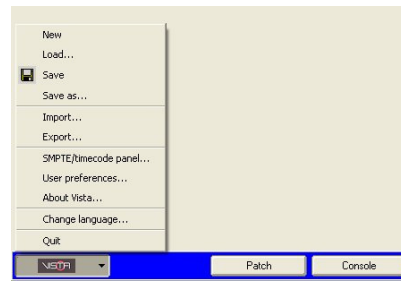 New
Load...
Save
Save as...
Import...
Export...
SMPTE/timecode panel...
User preferences...
About Vista...
Change language...
Quit
VISTA
Patch
Console